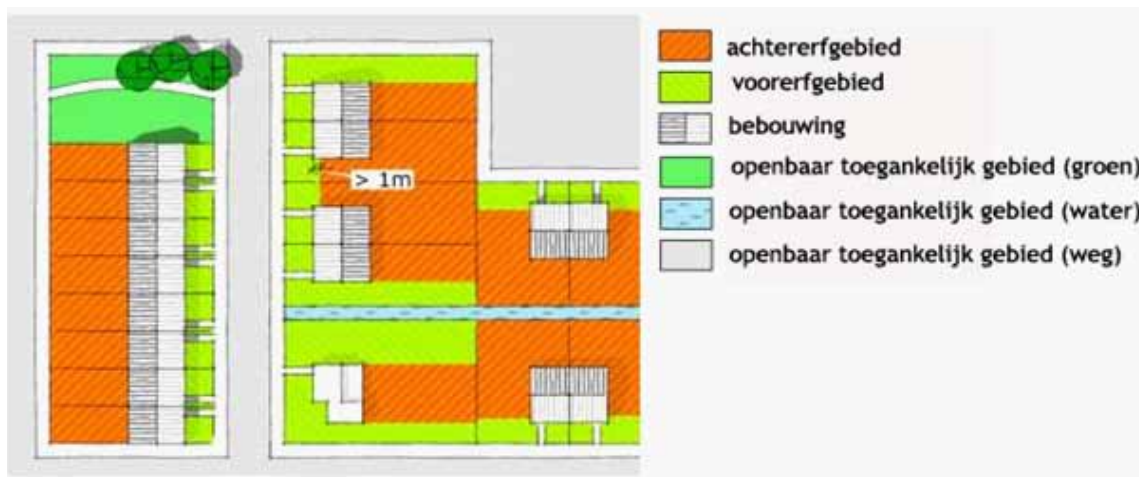 > 1m
achtererfgebied
voorerfgebied
bebouwing
openbaar toegankelijk gebied (groen)
openbaar toegankelijk gebied (water)
openbaar toegankelijk gebied (weg)